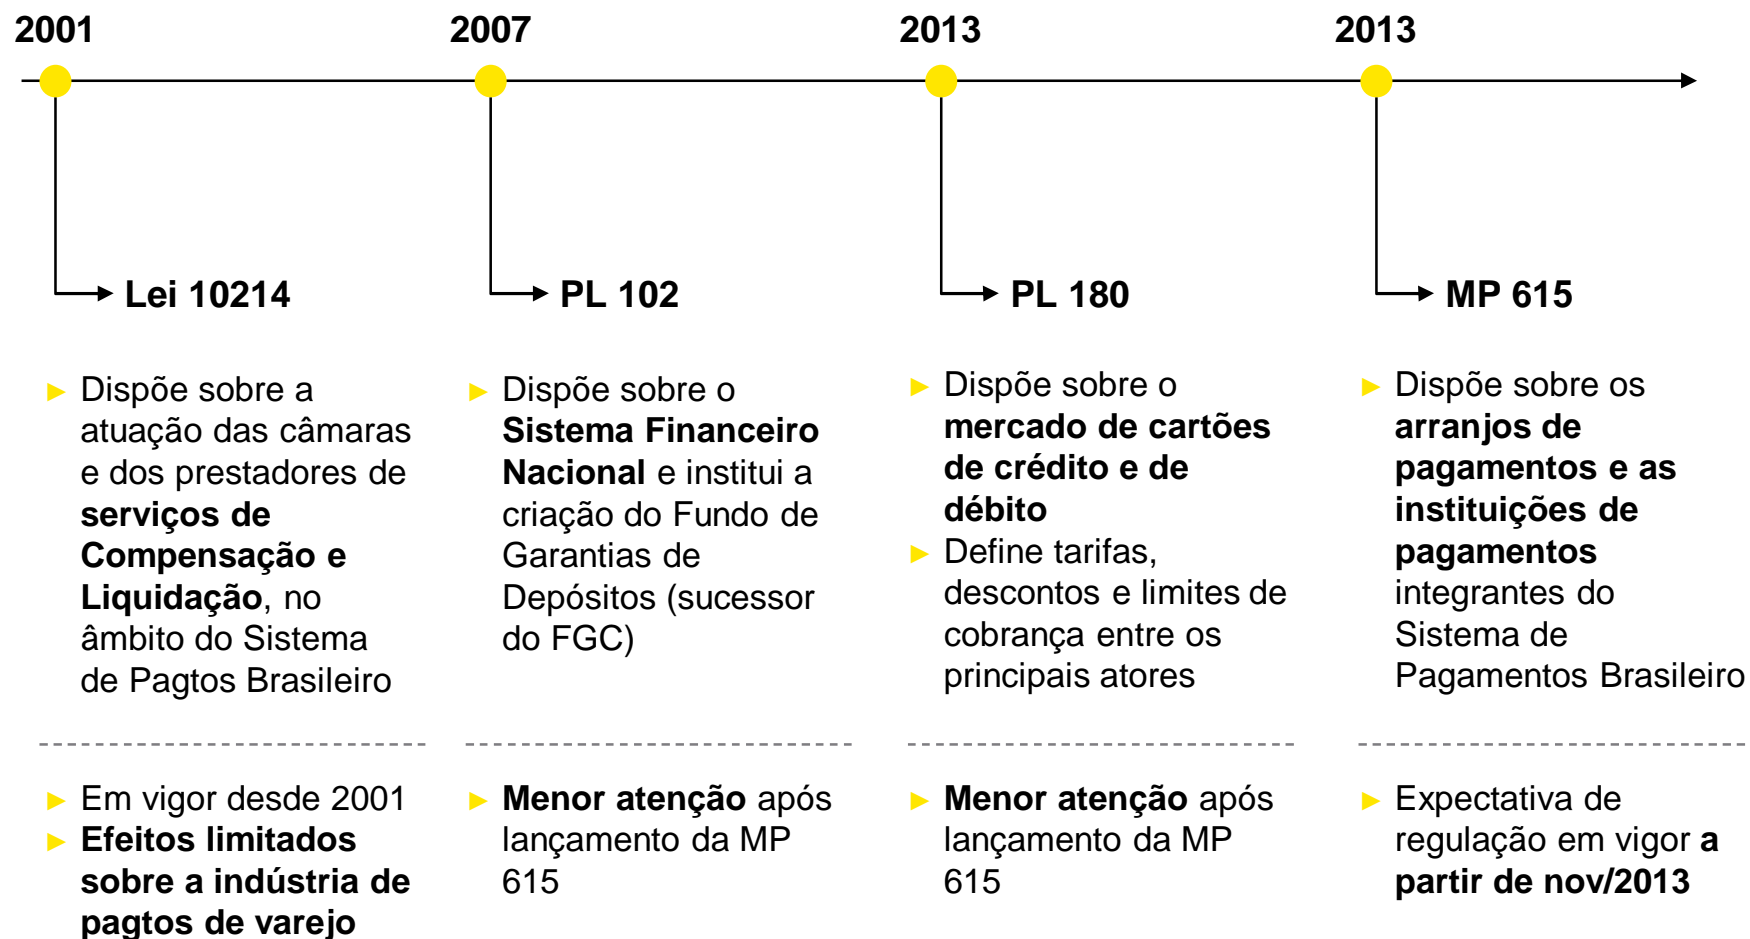 2001
2007
2013
2013
Lei 10214
PL 102
PL 180
MP 615
► Dispõe sobre a
atuação das câmaras
e dos prestadores de
serviços de
Compensação e
Liquidação, no
âmbito do Sistema
de Pagtos Brasileiro
► Dispõe sobre o
Sistema Financeiro
Nacional e institui a
criação do Fundo de
Garantias de
Depósitos (sucessor
do FGC)
► Dispõe sobre o
mercado de cartões
de crédito e de
débito
► Define tarifas,
descontos e limites de
cobrança entre os
principais atores
► Dispõe sobre os
arranjos de
pagamentos e as
instituições de
pagamentos
integrantes do
Sistema de
Pagamentos Brasileiro
► Em vigor desde 2001
► Efeitos limitados
sobre a indústria de
pagtos de varejo
► Menor atenção após
lançamento da MP
615
► Menor atenção após
lançamento da MP
615
► Expectativa de
regulação em vigor a
partir de nov/2013